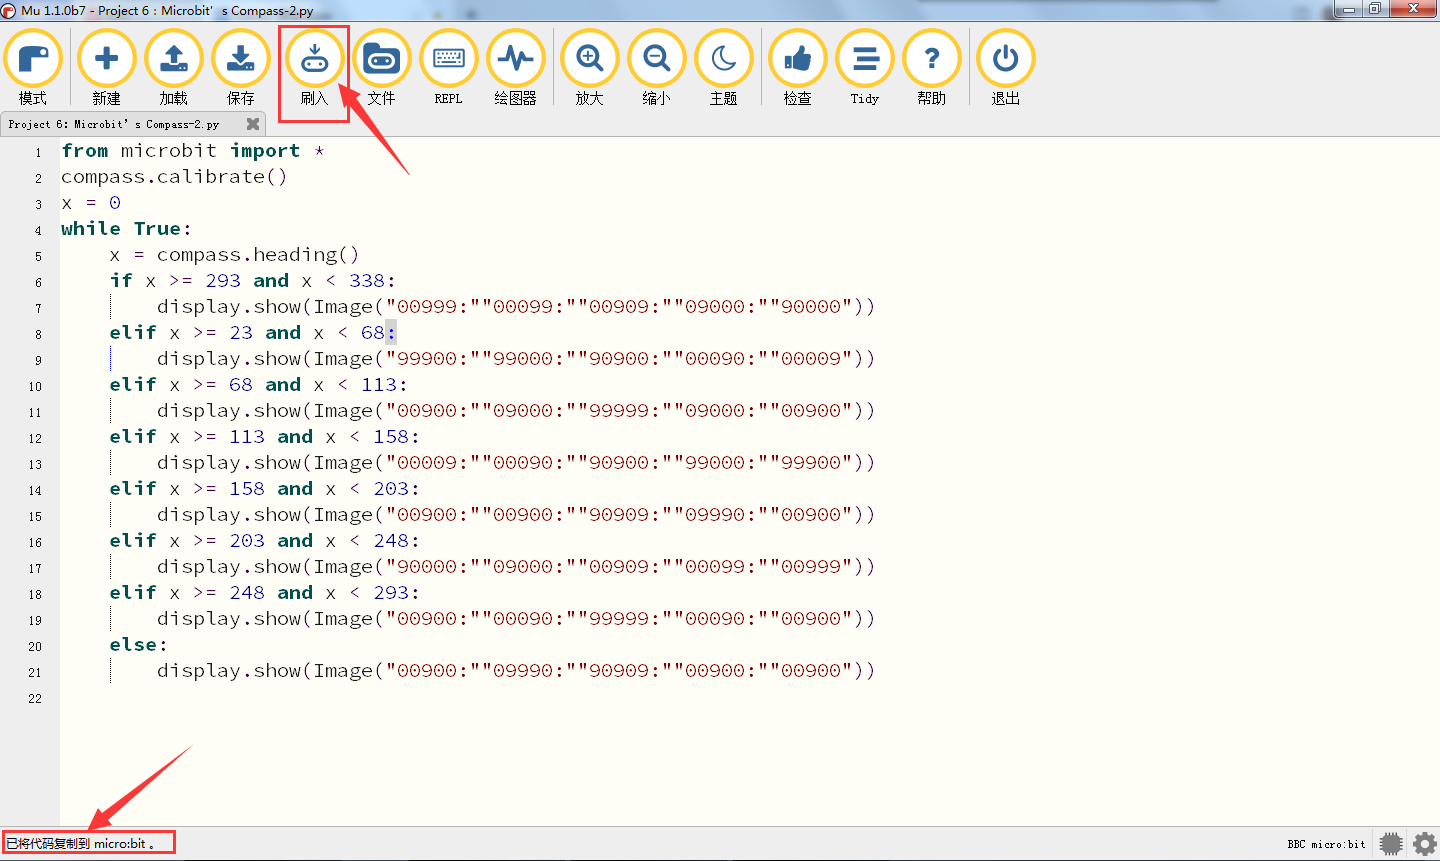 Mu 1.1.0b7 - Project 6：Microbit’s Compass-2.py
模式 新建 加载 保存 刷入 文件 REPL 绘图器 放大 缩小 主题 检查 Tidy 帮助 退出
Project 6：Microbit’s Compass-2.py
1 from microbit import *
2 compass.calibrate()
3 x = 0
4 while True:
5 x = compass.heading()
6 if x >= 293 and x < 338:
7 display.show(Image("00999:""00099:""00909:""09000:""90000"))
8 elif x >= 23 and x < 68:
9 display.show(Image("99900:""99000:""90900:""00090:""00009"))
10 elif x >= 68 and x < 113:
11 display.show(Image("00900:""09000:""99999:""09000:""00900"))
12 elif x >= 113 and x < 158:
13 display.show(Image("00009:""00090:""90900:""99000:""99900"))
14 elif x >= 158 and x < 203:
15 display.show(Image("00900:""00900:""90909:""09990:""00900"))
16 elif x >= 203 and x < 248:
17 display.show(Image("90000:""09000:""00909:""00099:""00999"))
18 elif x >= 248 and x < 293:
19 display.show(Image("00900:""00090:""99999:""00090:""00900"))
20 else:
21 display.show(Image("00900:""09990:""90909:""00900:""00900"))
22
已将代码复制到 micro:bit 。
BBC micro:bit